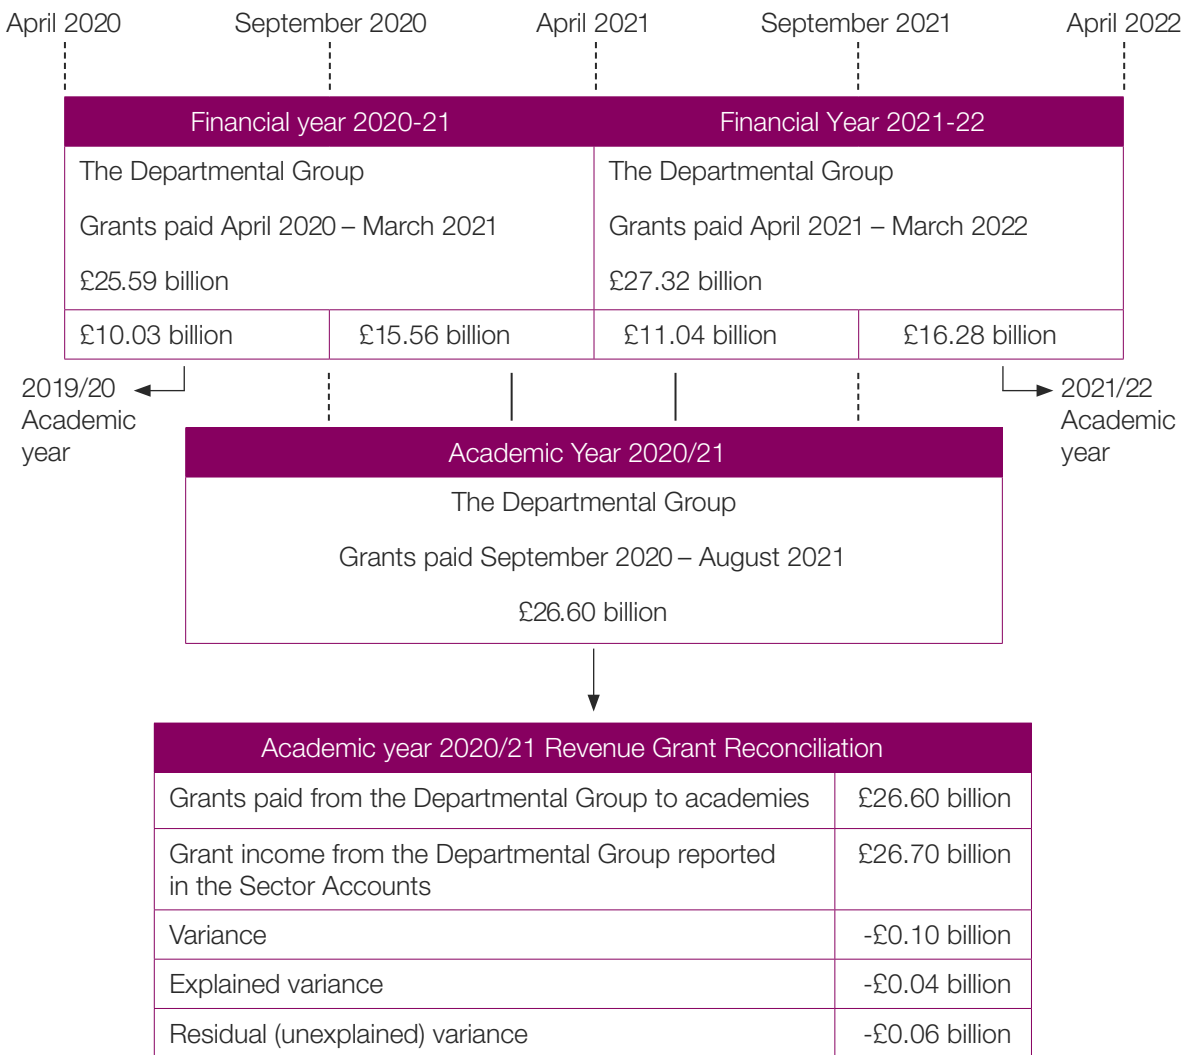 April 2020 September 2020 April 2021 September 2021 April 2022
Financial year 2020-21 Financial Year 2021-22
The Departmental Group The Departmental Group
Grants paid April 2020 – March 2021 Grants paid April 2021 – March 2022
£25.59 billion £27.32 billion
£10.03 billion £15.56 billion £11.04 billion £16.28 billion
2019/20
Academic
year
2021/22
Academic
year
Academic Year 2020/21
The Departmental Group
Grants paid September 2020 – August 2021
£26.60 billion
Academic year 2020/21 Revenue Grant Reconciliation
Grants paid from the Departmental Group to academies £26.60 billion
Grant income from the Departmental Group reported £26.70 billion
in the Sector Accounts
Variance -£0.10 billion
Explained variance -£0.04 billion
Residual (unexplained) variance -£0.06 billion